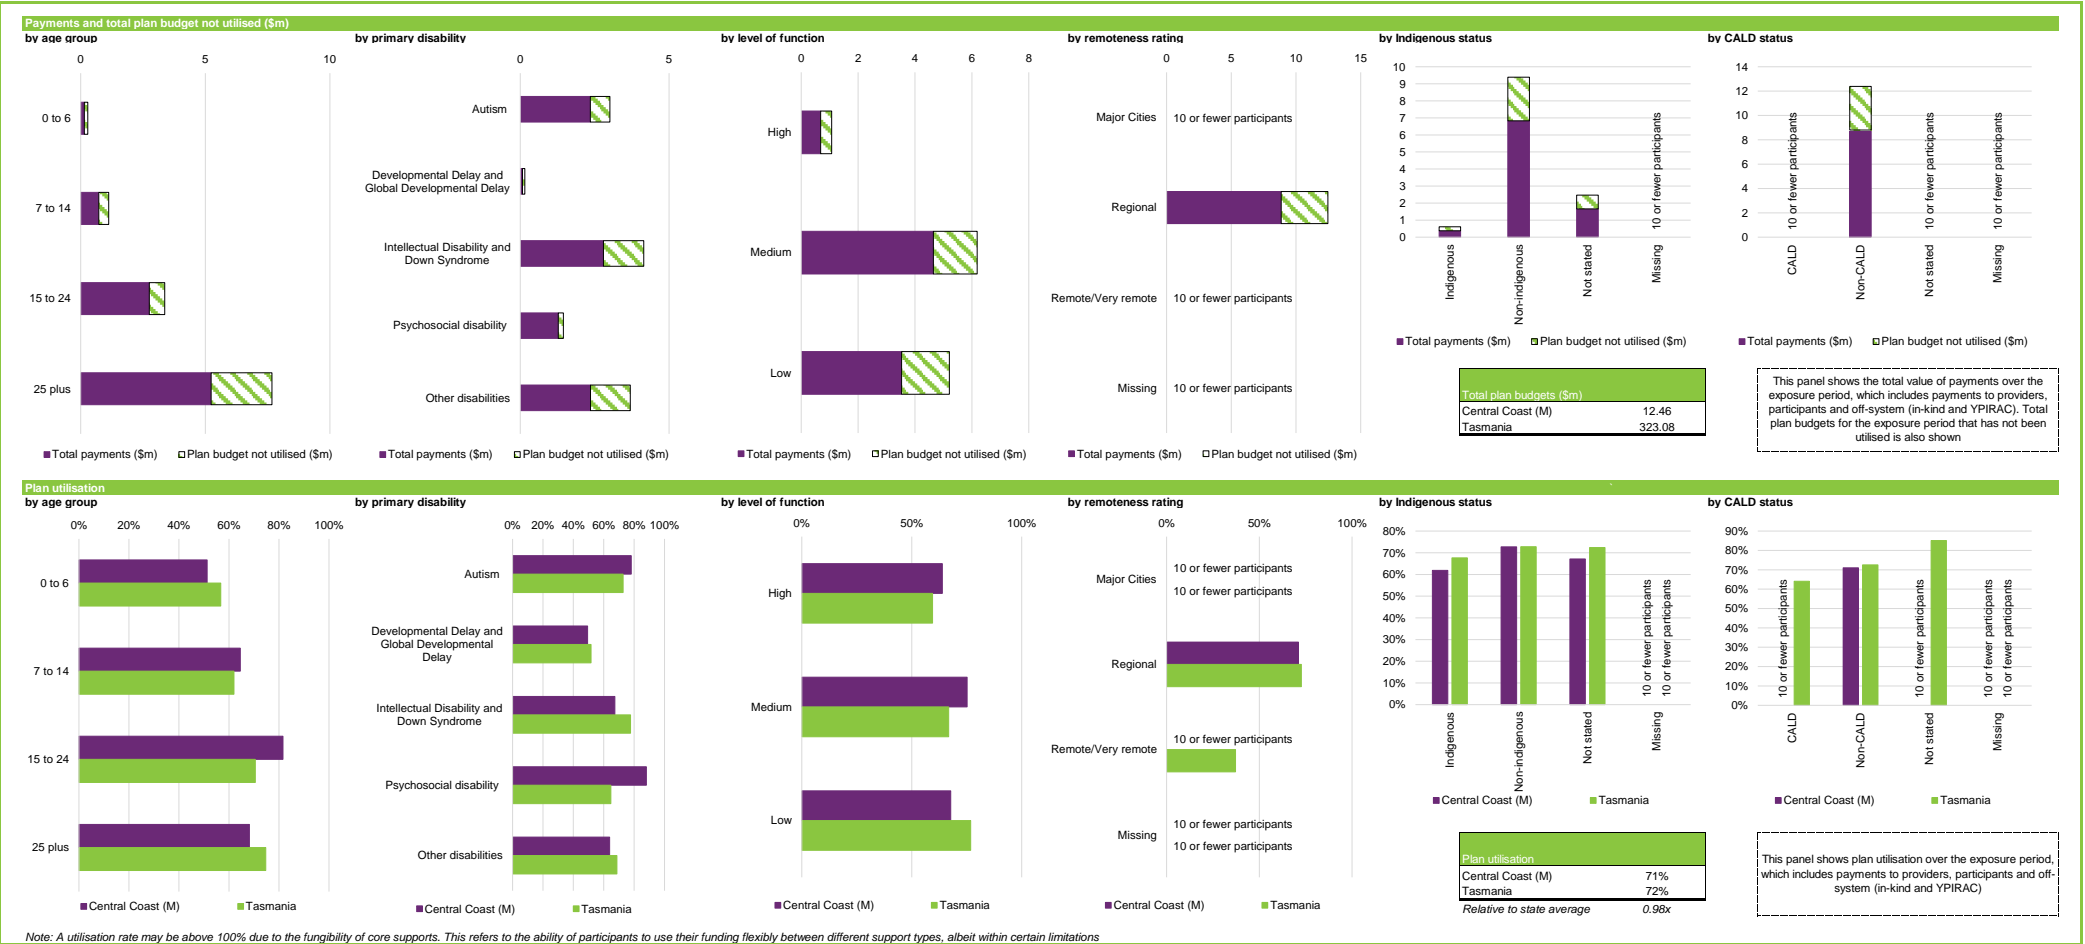 Payments and total plan budget not utilised ($m)
by age group
0 5 10
0 to 6
7 to 14
15 to 24
25 plus
Total payments ($m) Plan budget not utilised ($m)
by primary disability
0 5
Autism
Developmental Delay and
Global Developmental Delay
Intellectual Disability and
Down Syndrome
Psychosocial disability
Other disabilities
Total payments ($m) Plan budget not utilised ($m)
by level of function
0 2 4 6 8
High
Medium
Low
Total payments ($m) Plan budget not utilised ($m)
by remoteness rating
0 5 10 15
Major Cities 10 or fewer participants
Regional
Remote/Very remote 10 or fewer participants
Missing 10 or fewer participants
Total payments ($m) Plan budget not utilised ($m)
by Indigenous status
10
9
8
7
6
5
4
3
2
1
0
10 or fewer participants
Indigenous
Non-indigenous
Not stated
Missing
Total payments ($m) Plan budget not utilised ($m)
Total plan budgets ($m)
Central Coast (M) 12.46
Tasmania 323.08
by CALD status
14
12
10
8
6
4
2
0
10 or fewer participants
10 or fewer participants
10 or fewer participants
CALD
Non-CALD
Not stated
Missing
Total payments ($m) Plan budget not utilised ($m)
This panel shows the total value of payments over the
exposure period, which includes payments to providers,
participants and off-system (in-kind and YPIRAC). Total
plan budgets for the exposure period that has not been
utilised is also shown
Plan utilisation
by age group
0% 20% 40% 60% 80% 100%
0 to 6
7 to 14
15 to 24
25 plus
Central Coast (M) Tasmania
by primary disability
0% 20% 40% 60% 80% 100%
Autism
Developmental Delay and
Global Developmental
Delay
Intellectual Disability and
Down Syndrome
Psychosocial disability
Other disabilities
Central Coast (M) Tasmania
by level of function
0% 50% 100%
High
Medium
Low
Central Coast (M) Tasmania
by remoteness rating
0% 50% 100%
Major Cities
10 or fewer participants
10 or fewer participants
Regional
Remote/Very remote
10 or fewer participants
Missing
10 or fewer participants
10 or fewer participants
Central Coast (M) Tasmania
by Indigenous status
80%
70%
60%
50%
40%
30%
20%
10%
0%
10 or fewer participants
10 or fewer participants
Indigenous
Non-indigenous
Not stated
Missing
Central Coast (M) Tasmania
Plan utilisation
Central Coast (M) 71%
Tasmania 72%
Relative to state average 0.98x
by CALD status
90%
80%
70%
60%
50%
40%
30%
20%
10%
0%
10 or fewer participants
10 or fewer participants
10 or fewer participants
10 or fewer participants
CALD
Non-CALD
Not stated
Missing
Central Coast (M) Tasmania
This panel shows plan utilisation over the exposure period,
which includes payments to providers, participants and off-
system (in-kind and YPIRAC)
Note: A utilisation rate may be above 100% due to the fungibility of core supports. This refers to the ability of participants to use their funding flexibly between different support types, albeit within certain limitations